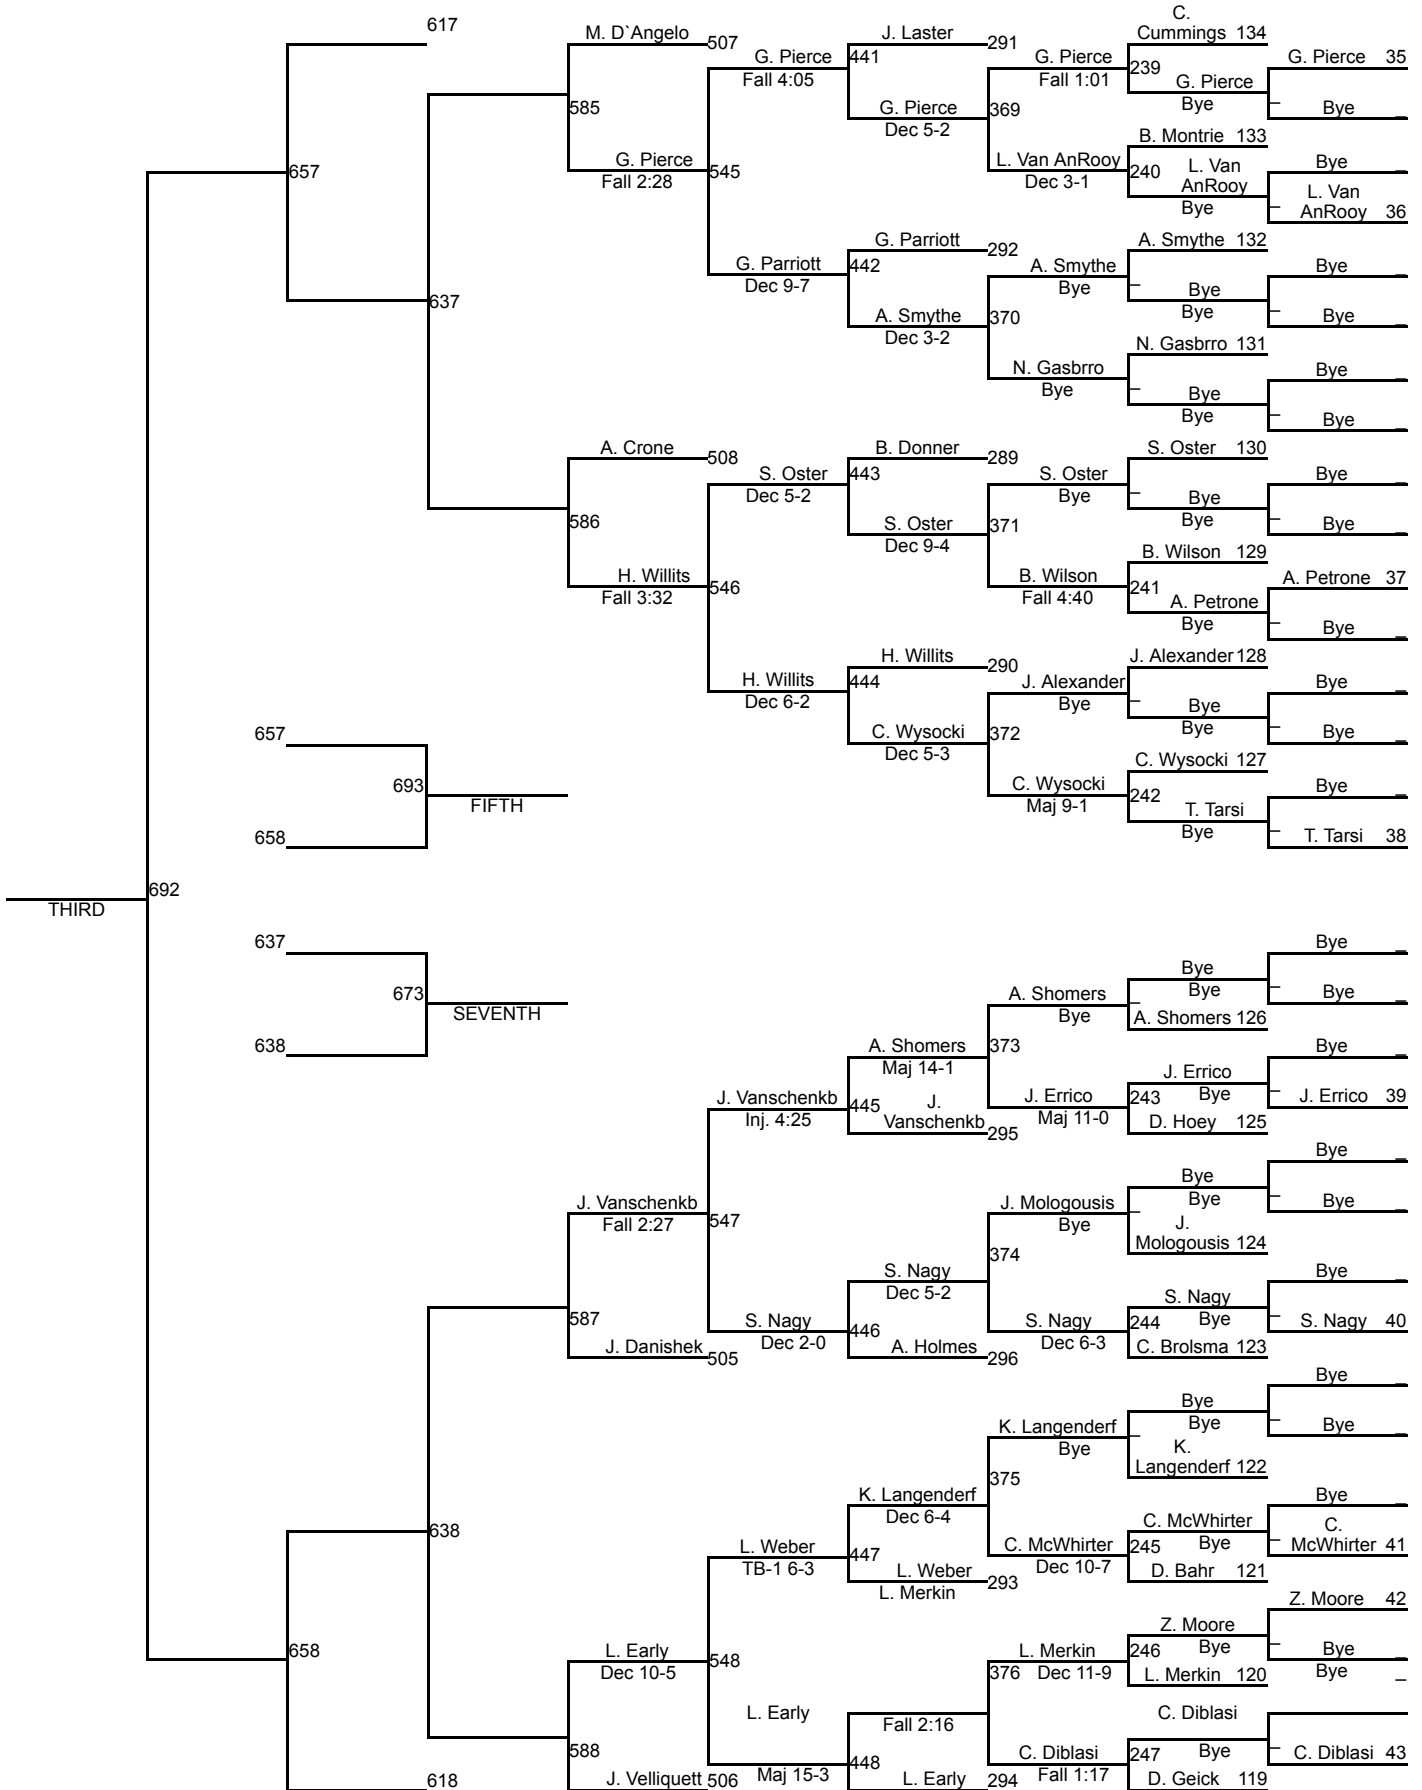 617
C.
M. D`Angelo 507
J. Laster 291
Cummings 134
G. Pierce 441
G. Pierce
G. Pierce 35
Fall 4:05
Fall 1:01 239
G. Pierce
585
G. Pierce 369
Bye _ Bye _
Dec 5-2
B. Montrie 133
G. Pierce 545
L. Van AnRooy 240 L. Van
Bye _
Fall 2:28
Dec 3-1
AnRooy
L. Van
657
Bye _ AnRooy 36
G. Parriott 292
A. Smythe 132
G. Parriott 442
A. Smythe
Bye _
Dec 9-7
Bye _ Bye
637
A. Smythe 370
Bye _ Bye _
Dec 3-2
N. Gasbrro 131
N. Gasbrro
Bye _
Bye _ Bye
Bye _ Bye _
A. Crone 508
B. Donner 289
S. Oster 130
S. Oster 443
S. Oster
Bye _
Dec 5-2
Bye _ Bye
586
S. Oster 371
Bye _ Bye _
Dec 9-4
B. Wilson 129
H. Willits 546
B. Wilson 241
A. Petrone 37
Fall 3:32
Fall 4:40
A. Petrone
Bye _ Bye _
H. Willits 290
J. Alexander 128
H. Willits 444
J. Alexander
Bye _
Dec 6-2
Bye _ Bye
657
C. Wysocki 372
Bye _ Bye _
Dec 5-3
C. Wysocki 127
693
C. Wysocki 242
Bye _
FIFTH
Maj 9-1
T. Tarsi
658
Bye _ T. Tarsi 38
692
THIRD
637
Bye _
Bye
673
A. Shomers _ Bye _ Bye _
SEVENTH
Bye
A. Shomers 126
638
A. Shomers 373
Bye _
Maj 14-1
J. Errico
J. Vanschenkb 445 J.
J. Errico 243 Bye _ J. Errico 39
Inj. 4:25
Vanschenkb 295
Maj 11-0
D. Hoey 125
Bye _
Bye
J. Vanschenkb 547
J. Mologousis _ Bye _ Bye _
Fall 2:27
Bye
J.
374
Mologousis 124
S. Nagy
Bye _
Dec 5-2
S. Nagy
587
S. Nagy 446
S. Nagy 244 Bye _ S. Nagy 40
J. Danishek 505
Dec 2-0
A. Holmes 296
Dec 6-3
C. Brolsma 123
Bye _
Bye
K. Langenderf _ Bye _ Bye _
Bye
K.
375
Langenderf 122
K. Langenderf
Bye _
Dec 6-4
C. McWhirter
C.
638
L. Weber 447
C. McWhirter 245 Bye _ McWhirter 41
TB-1 6-3
L. Weber 293
Dec 10-7
D. Bahr 121
L. Merkin
Z. Moore 42
Z. Moore
658
L. Early 548
L. Merkin 246 Bye _ Bye _
Dec 10-5
376 Dec 11-9
L. Merkin 120
Bye _
L. Early
Fall 2:16
C. Diblasi
588
448
C. Diblasi 247 Bye _ C. Diblasi 43
618
J. Velliquett 506
Maj 15-3
L. Early 294
Fall 1:17
D. Geick 119